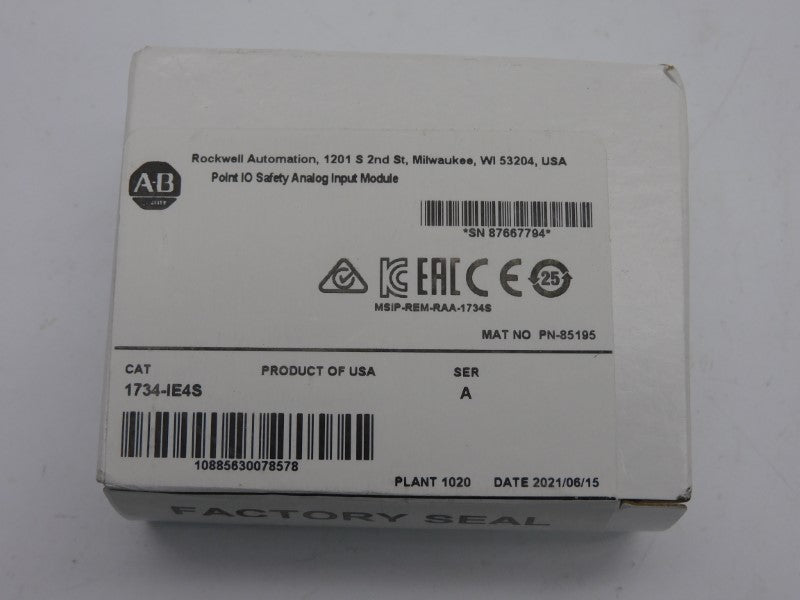 Rockwell Automation, 1201 S 2nd St, Milwaukee, WI 53204, USA
Point IO Safety Analog Input Module
A-B
*SN 87667794*
EAC CE 25
MSIP-REM-RAA-1734S
MAT NO PN-85195
CAT PRODUCT OF USA SER
1734-IE4S A
10885630078578
PLANT 1020 DATE 2021/06/15
FACTORY SEAL